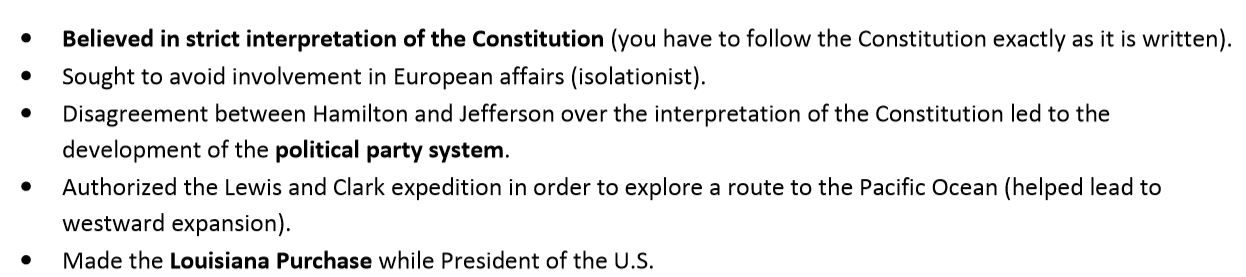 • Believed in strict interpretation of the Constitution (you have to follow the Constitution exactly as it is written).
• Sought to avoid involvement in European affairs (isolationist).
• Disagreement between Hamilton and Jefferson over the interpretation of the Constitution led to the
development of the political party system.
• Authorized the Lewis and Clark expedition in order to explore a route to the Pacific Ocean (helped lead to
westward expansion).
• Made the Louisiana Purchase while President of the U.S.